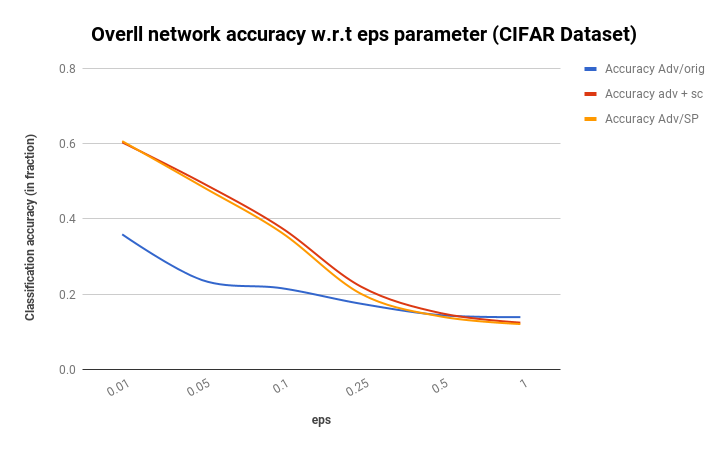 Overll network accuracy w.r.t eps parameter (CIFAR Dataset)
Accuracy Adv/orig
Accuracy adv + sc
Accuracy Adv/SP
Classification accuracy (in fraction)
0.8
0.6
0.4
0.2
0.0
0.01
0.05
0.1
0.25
0.5
1
eps